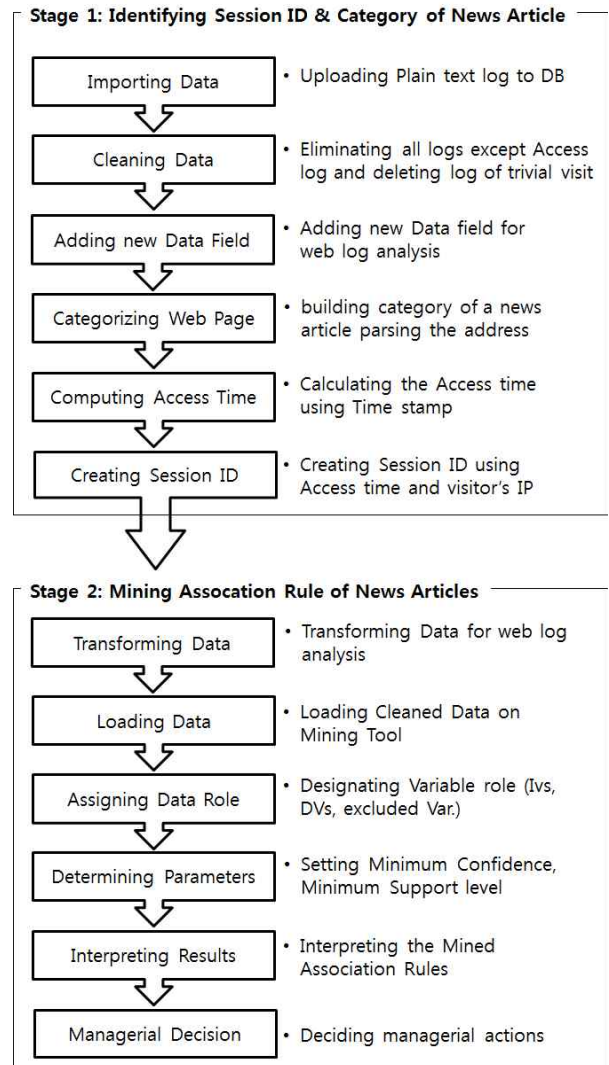 Stage 1: Identifying Session ID & Category of News Article
Importing Data
• Uploading Plain text log to DB
Cleaning Data
• Eliminating all logs except Access
log and deleting log of trivial visit
Adding new Data Field
• Adding new Data field for
web log analysis
Categorizing Web Page
• building category of a news
article parsing the address
Computing Access Time
• Calculating the Access time
using Time stamp
Creating Session ID
• Creating Session ID using
Access time and visitor's IP
Stage 2: Mining Assocation Rule of News Articles
Transforming Data
• Transforming Data for web log
analysis
Loading Data
• Loading Cleaned Data on
Mining Tool
Assigning Data Role
• Designating Variable role (Ivs,
DVs, excluded Var.)
Determining Parameters
• Setting Minimum Confidence,
Minimum Support level
Interpreting Results
• Interpreting the Mined
Association Rules
Managerial Decision
• Deciding managerial actions